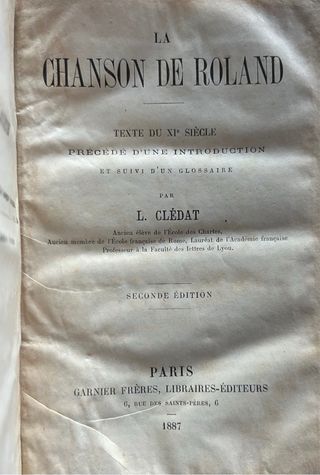 LA
CHANSON DE ROLAND
TEXTE DU XIᵉ SIÈCLE
PRÉCÉDÉ D'UNE INTRODUCTION
ET SUIVI D'UN GLOSSAIRE
PAR
L. CLÉDAT
Ancien élève de l'École des Chartes,
Ancien membre de l'École française de Rome, Lauréat de l'Académie française
Professeur à la Faculté des lettres de Lyon.
SECONDE ÉDITION
PARIS
GARNIER FRÈRES, LIBRAIRES-ÉDITEURS
6, RUE DES SAINTS-PÈRES, 6
1887